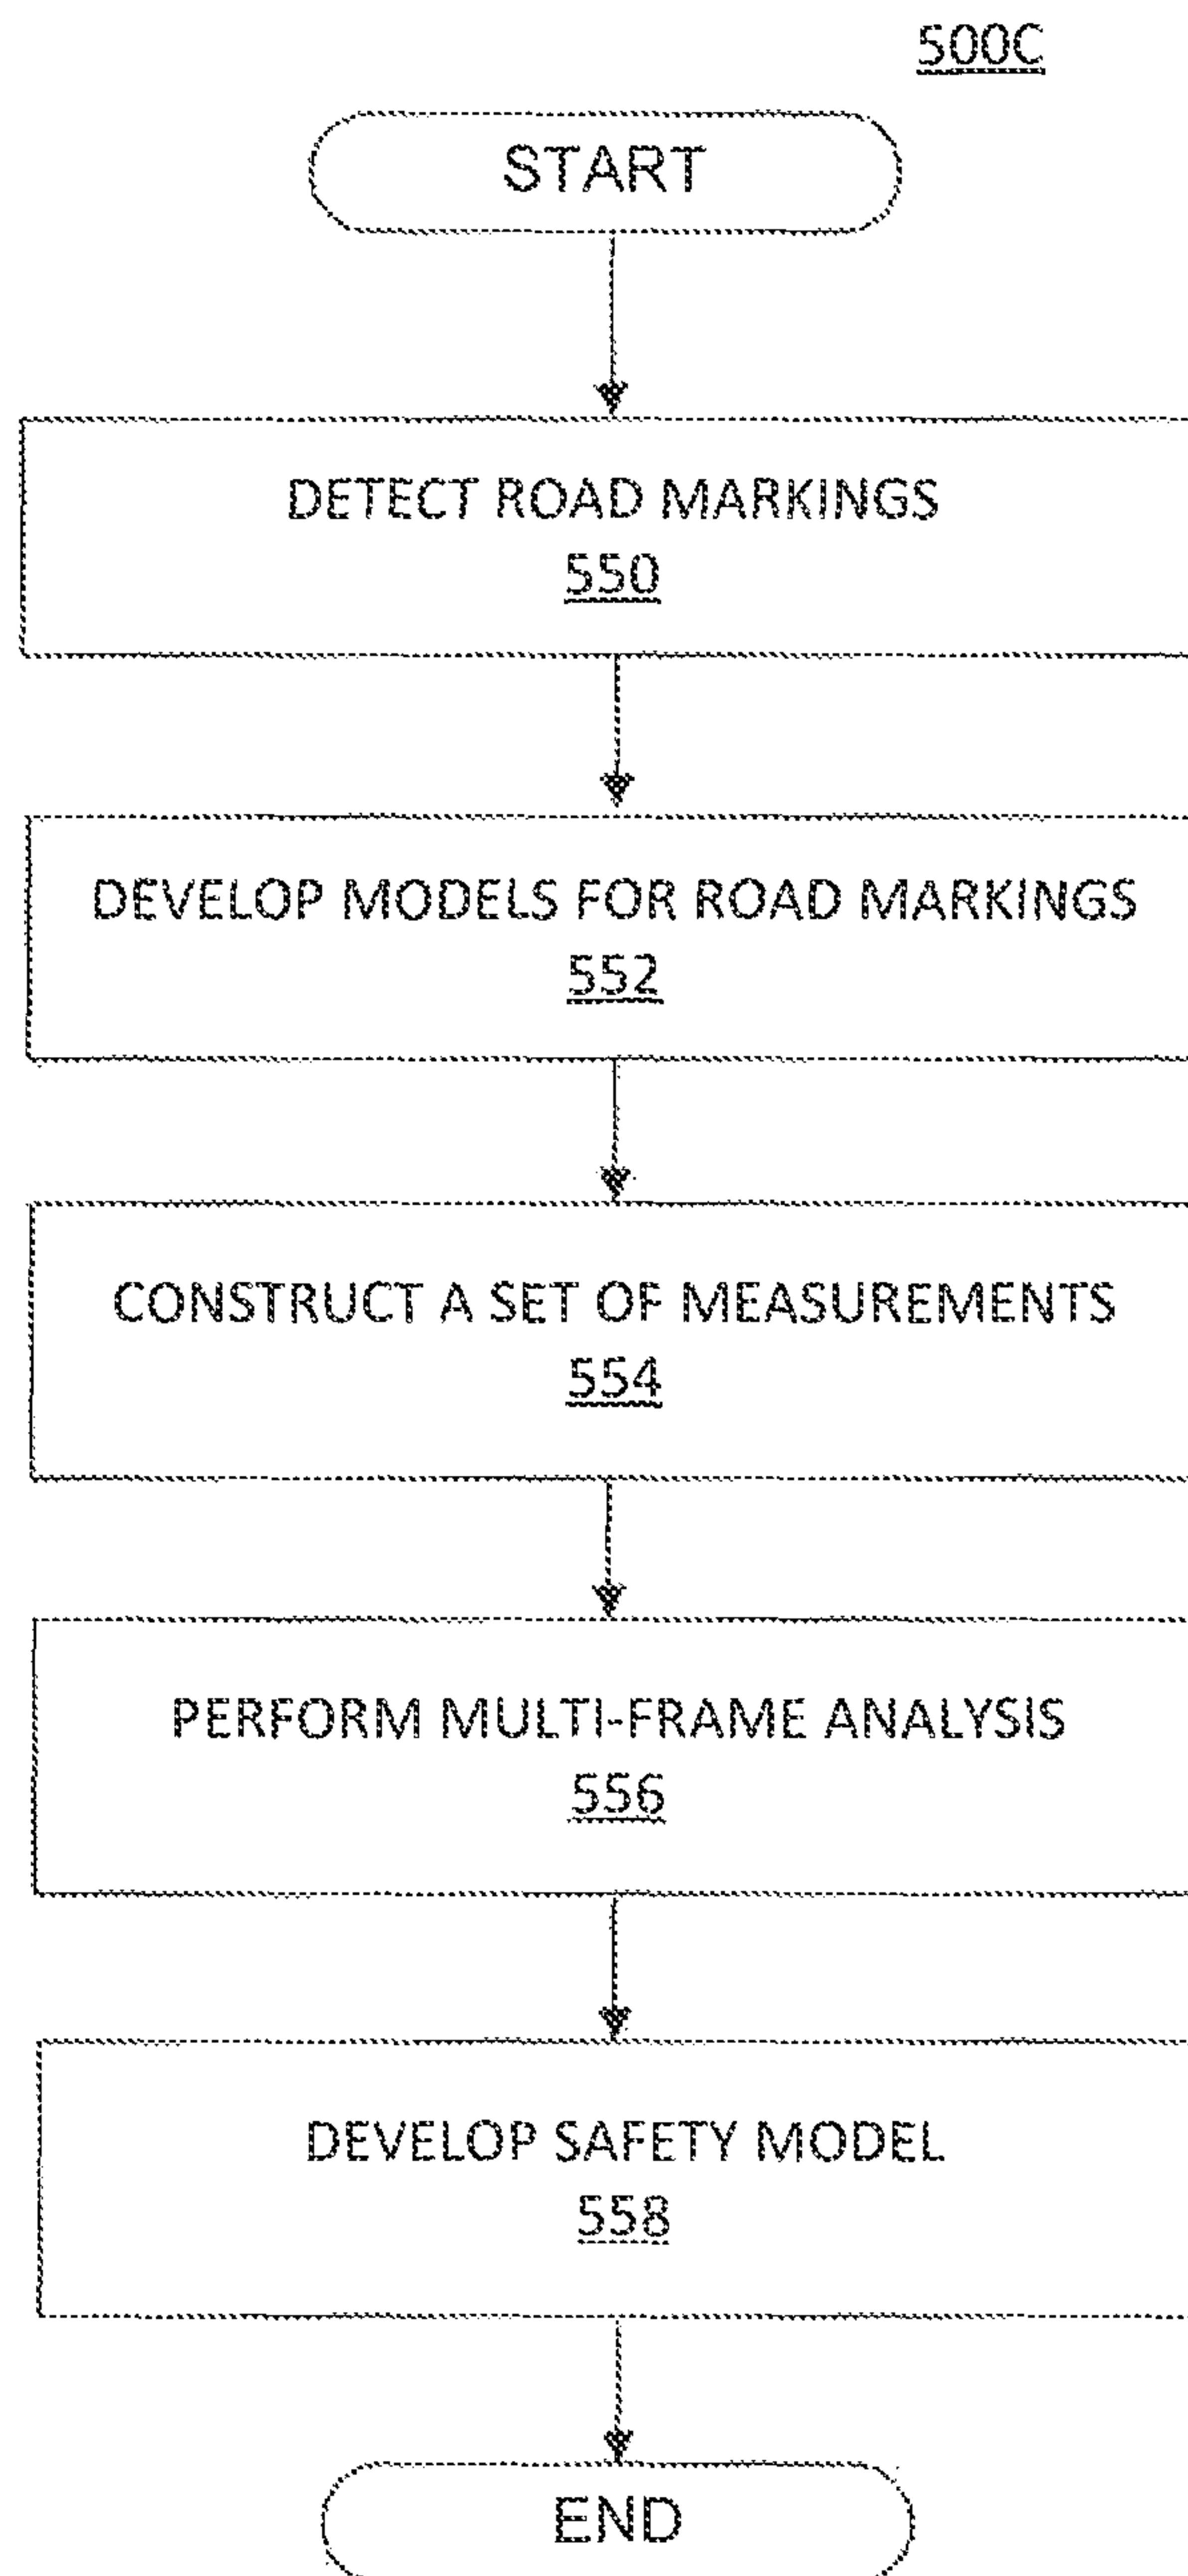 500C
START
DETECT ROAD MARKINGS
550
DEVELOP MODELS FOR ROAD MARKINGS
552
CONSTRUCT A SET OF MEASUREMENTS
554
PERFORM MULTI-FRAME ANALYSIS
556
DEVELOP SAFETY MODEL
558
END